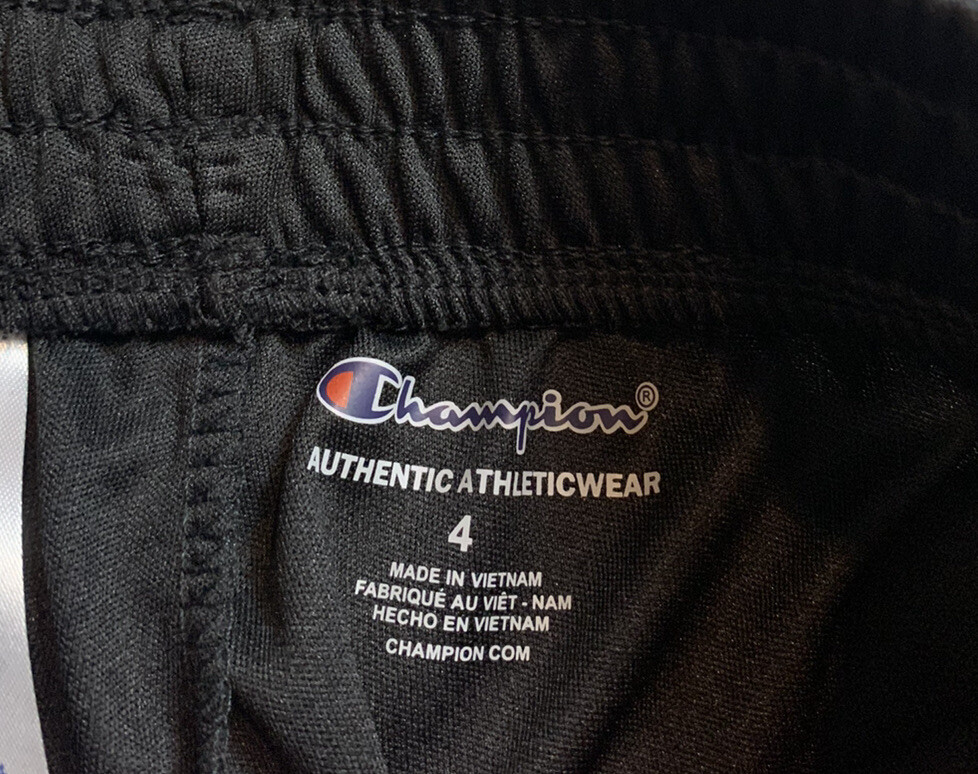 Champion®
AUTHENTIC ATHLETICWEAR
4
MADE IN VIETNAM
FABRIQUÉ AU VIÊT - NAM
HECHO EN VIETNAM
CHAMPION COM